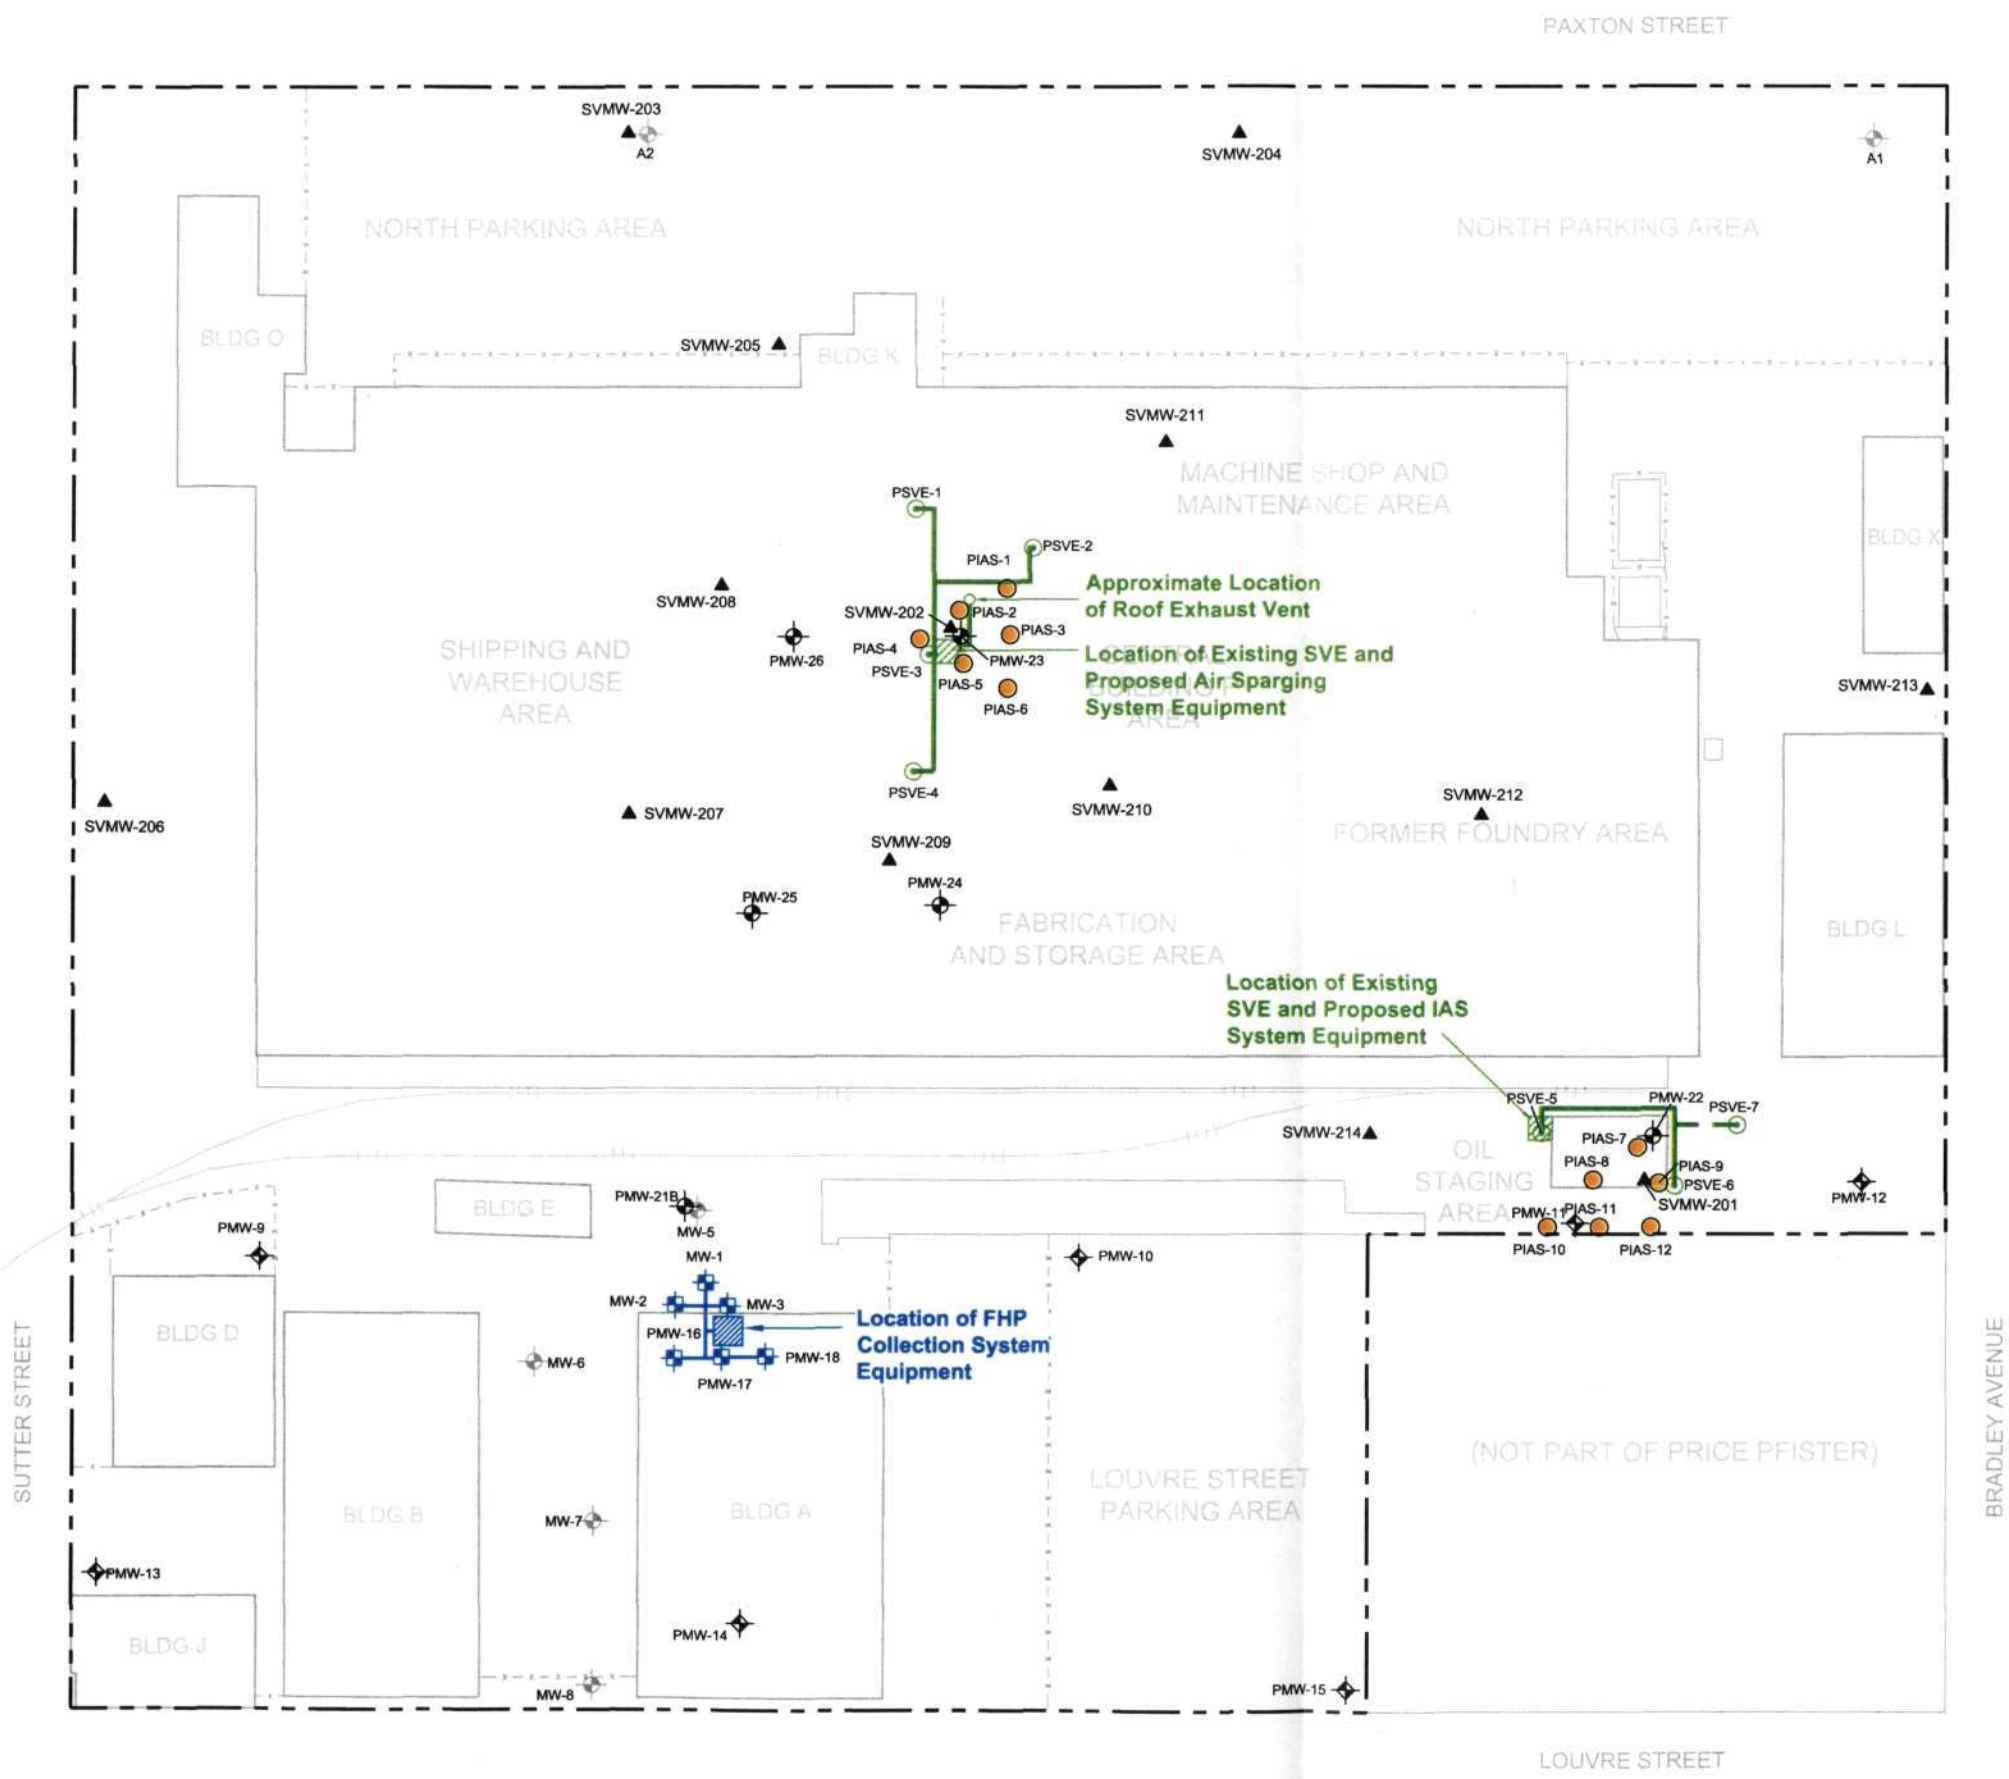 PAXTON STREET
SVMW-203
A2
SVMW-204
A1
NORTH PARKING AREA
NORTH PARKING AREA
BLDG O
SVMW-205
BLDG K
SVMW-211
MACHINE SHOP AND
MAINTENANCE AREA
PSVE-1
BLDG X
PSVE-2
PIAS-1
Approximate Location
of Roof Exhaust Vent
SVMW-208
SVMW-202
PIAS-2
PIAS-3
PIAS-4
PMW-26
PMW-23
PSVE-3
PIAS-5
PIAS-6
Location of Existing SVE and
Proposed Air Sparging
System Equipment
CENTRAL
BUILDING P
AREA
SHIPPING AND
WAREHOUSE
AREA
SVMW-213
PSVE-4
SVMW-206
SVMW-207
SVMW-210
SVMW-212
FORMER FOUNDRY AREA
SVMW-209
PMW-24
PMW-25
FABRICATION
AND STORAGE AREA
BLDG L
Location of Existing
SVE and Proposed IAS
System Equipment
PSVE-5
PMW-22
PSVE-7
SVMW-214
PIAS-7
OIL
STAGING
AREA
PIAS-8
PIAS-9
PSVE-6
SVMW-201
PMW-12
PMW-11
PIAS-11
PIAS-10
PIAS-12
BLDG E
PMW-21B
MW-5
PMW-9
MW-1
PMW-10
MW-2
MW-3
PMW-16
PMW-18
PMW-17
Location of FHP
Collection System
Equipment
BLDG D
MW-6
SUTTER STREET
BRADLEY AVENUE
(NOT PART OF PRICE PFISTER)
LOUVRE STREET
PARKING AREA
BLDG B
MW-7
BLDG A
PMW-13
PMW-14
BLDG J
MW-8
PMW-15
LOUVRE STREET